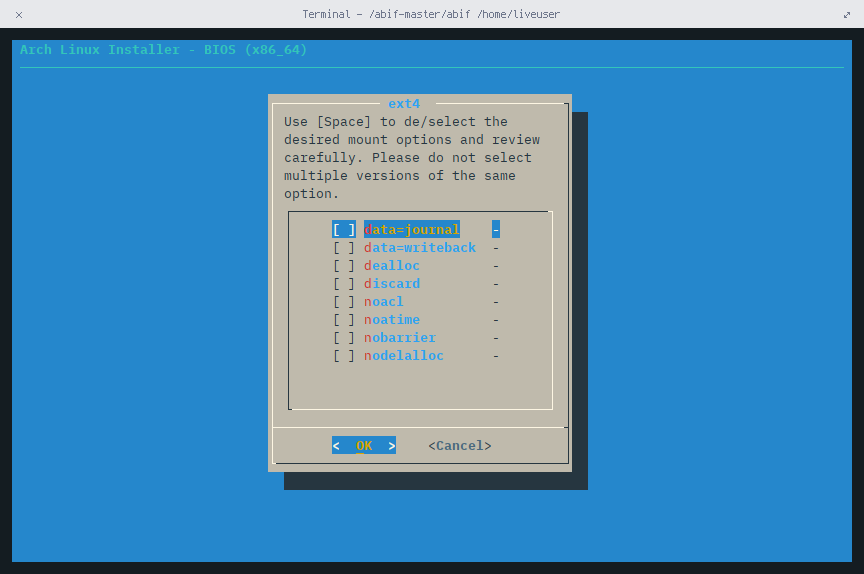 Terminal - /abif-master/abif /home/liveuser
Arch Linux Installer - BIOS (x86_64)
ext4
Use [Space] to de/select the
desired mount options and review
carefully. Please do not select
multiple versions of the same
option.
[ ] data=journal -
[ ] data=writeback -
[ ] dealloc -
[ ] discard -
[ ] noacl -
[ ] noatime -
[ ] nobarrier -
[ ] nodelalloc -
< OK > <Cancel>